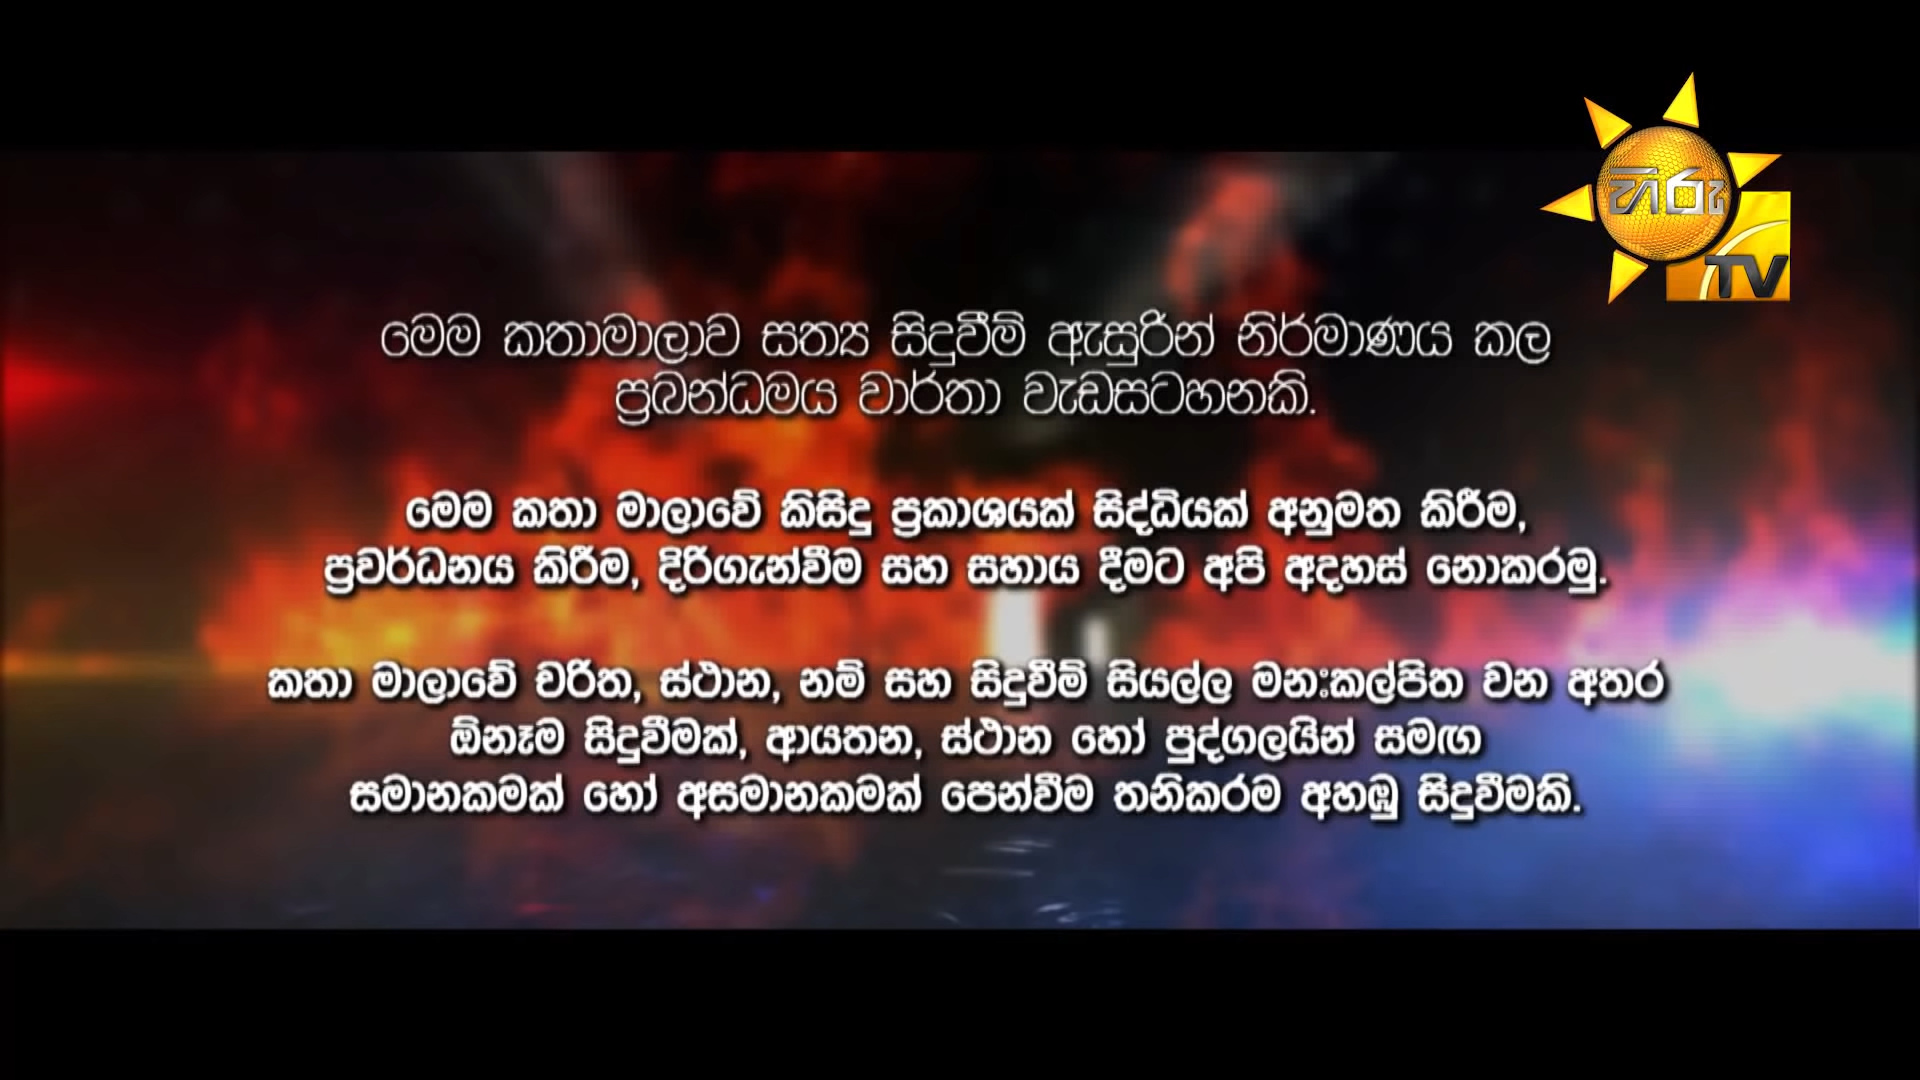 හිරු
TV
මෙම කතාමාලාව සත්‍ය සිදුවීම් ඇසුරින් නිර්මාණය කල
ප්‍රබන්ධමය වාර්තා වැඩසටහනකි.
මෙම කතා මාලාවේ කිසිදු ප්‍රකාශයක් සිද්ධියක් අනුමත කිරීම,
ප්‍රවර්ධනය කිරීම, දිරිගැන්වීම සහ සහාය දීමට අපි අදහස් නොකරමු.
කතා මාලාවේ චරිත, ස්ථාන, නම් සහ සිදුවීම් සියල්ල මනඃකල්පිත වන අතර
ඕනෑම සිදුවීමක්, ආයතන, ස්ථාන හෝ පුද්ගලයින් සමඟ
සමානකමක් හෝ අසමානකමක් පෙන්වීම තනිකරම අහඹු සිදුවීමකි.